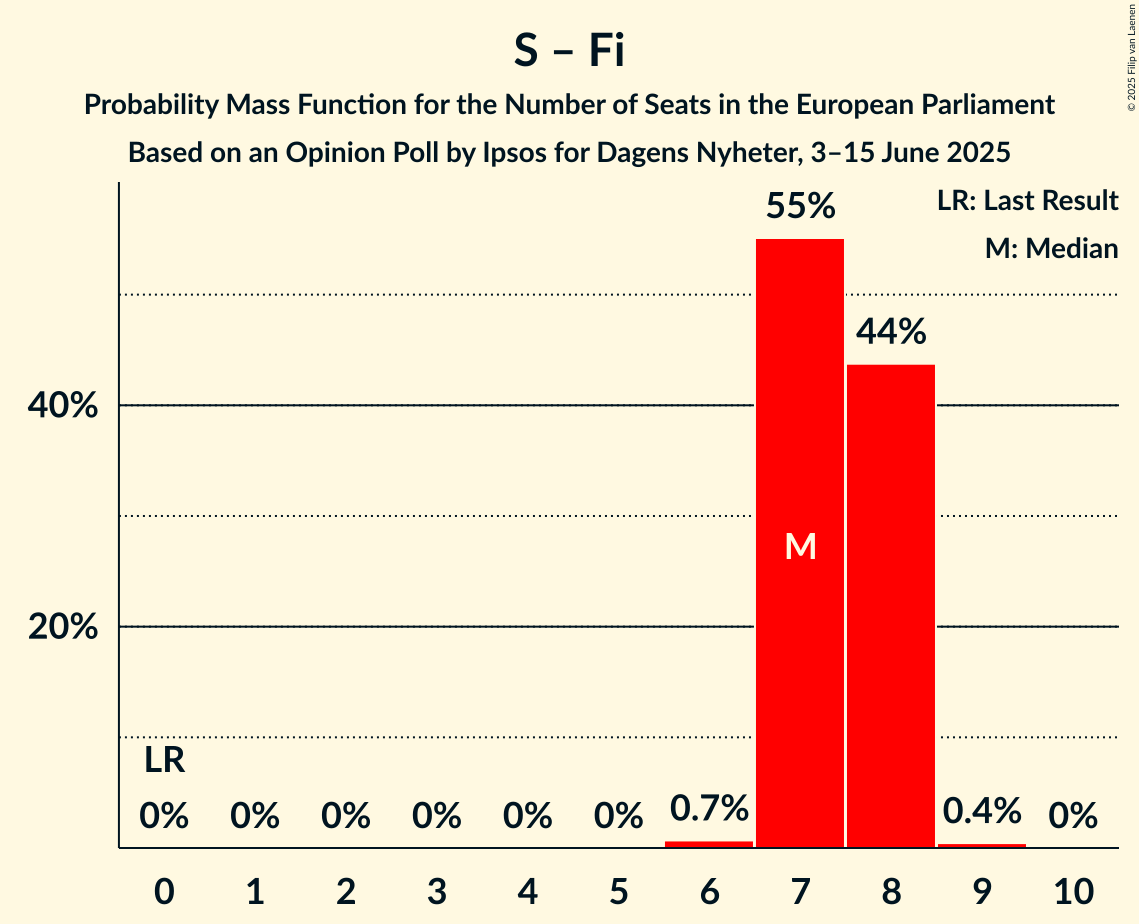 S – Fi
Probability Mass Function for the Number of Seats in the European Parliament
Based on an Opinion Poll by Ipsos for Dagens Nyheter, 3–15 June 2025
© 2025 Filip van Laenen
LR: Last Result
M: Median
55%
44%
40%
M
20%
LR
0% 0% 0% 0% 0% 0% 0.7% 0.4% 0%
0 1 2 3 4 5 6 7 8 9 10